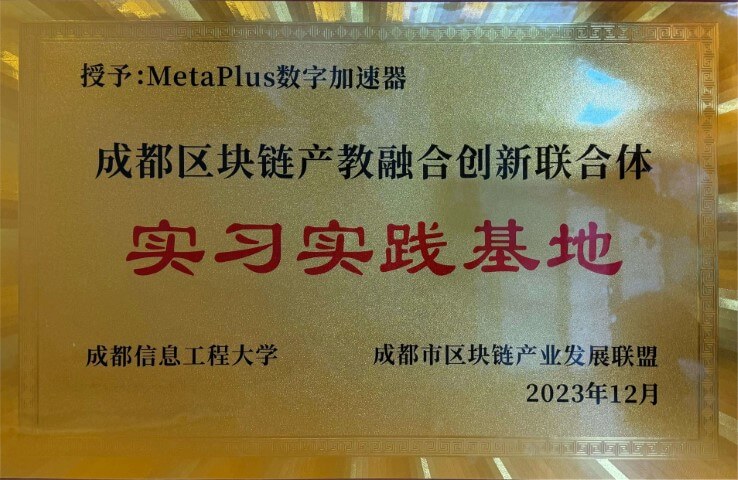 授予:MetaPlus数字加速器
成都区块链产教融合创新联合体
实习实践基地
成都信息工程大学 成都市区块链产业发展联盟
2023年12月